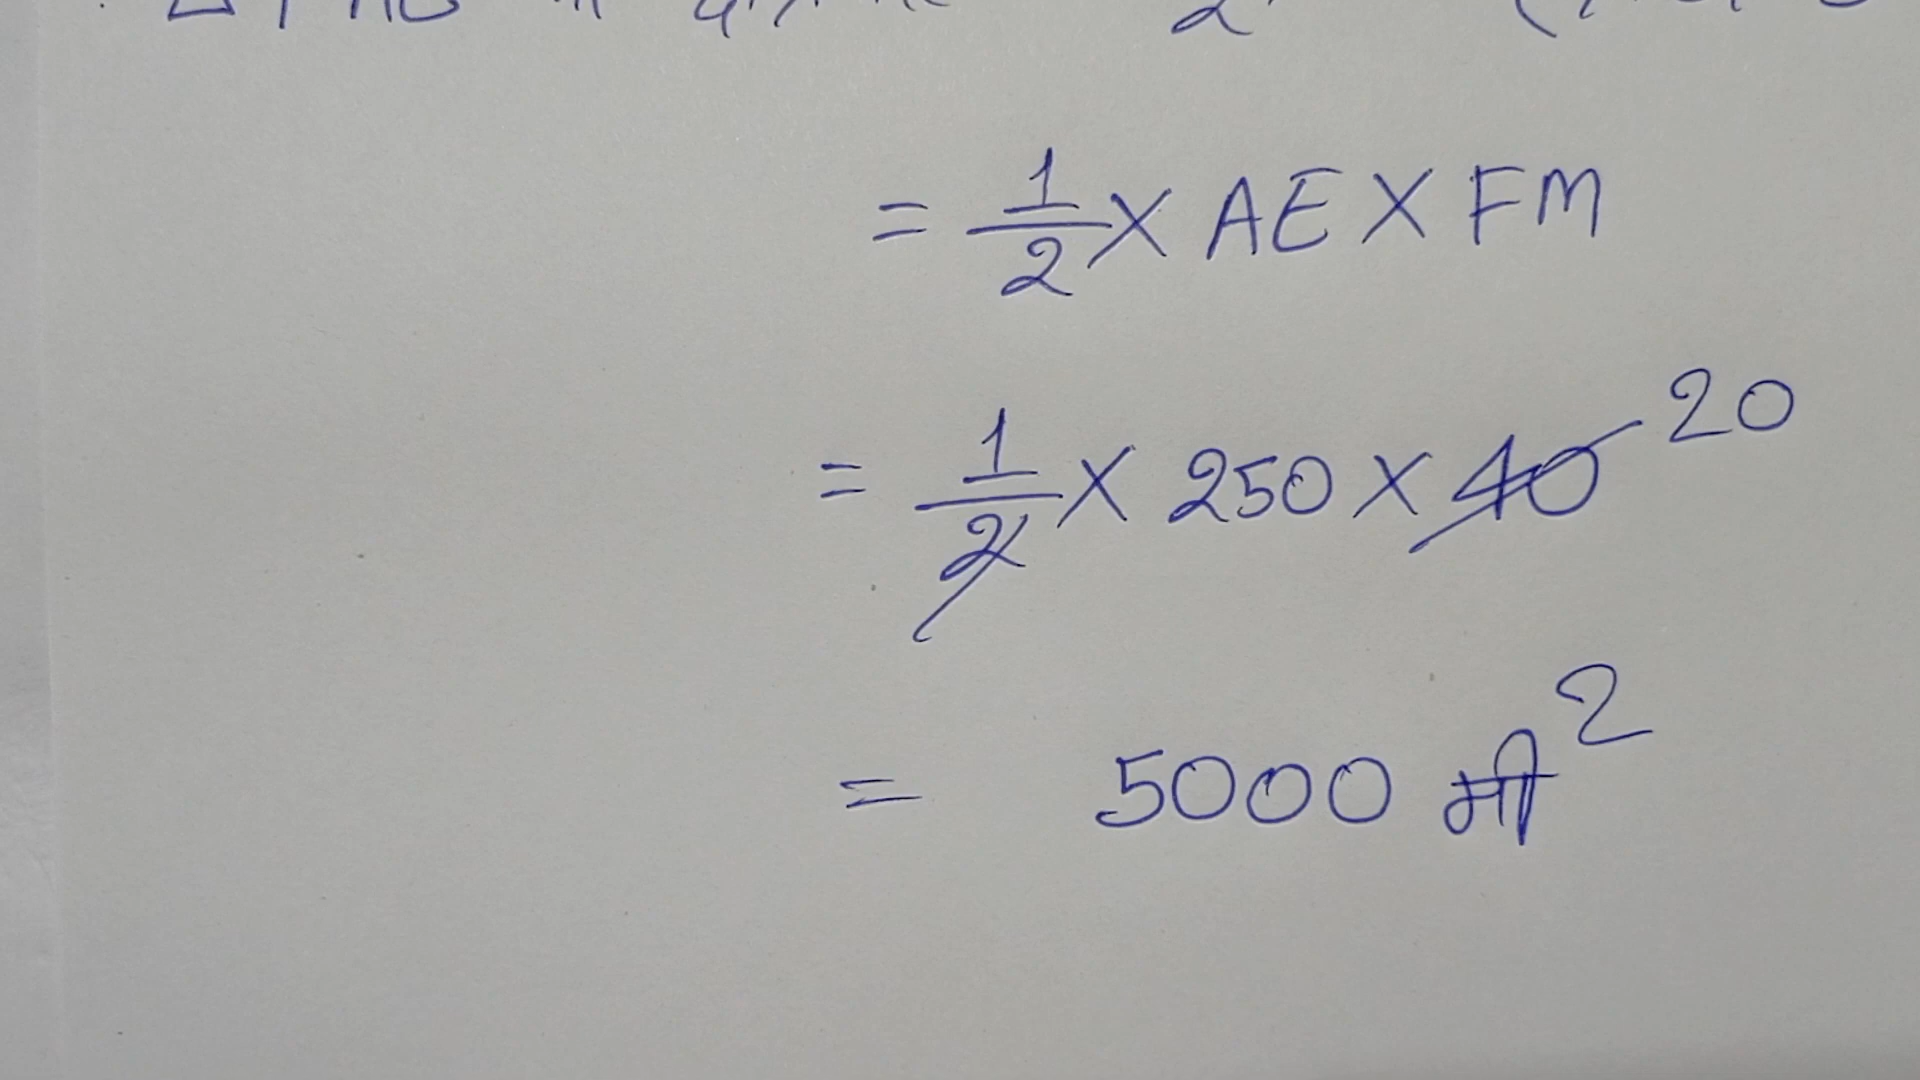 = 1/2 X AE X FM
= 1/2 X 250 X 40 20
= 5000 मी²